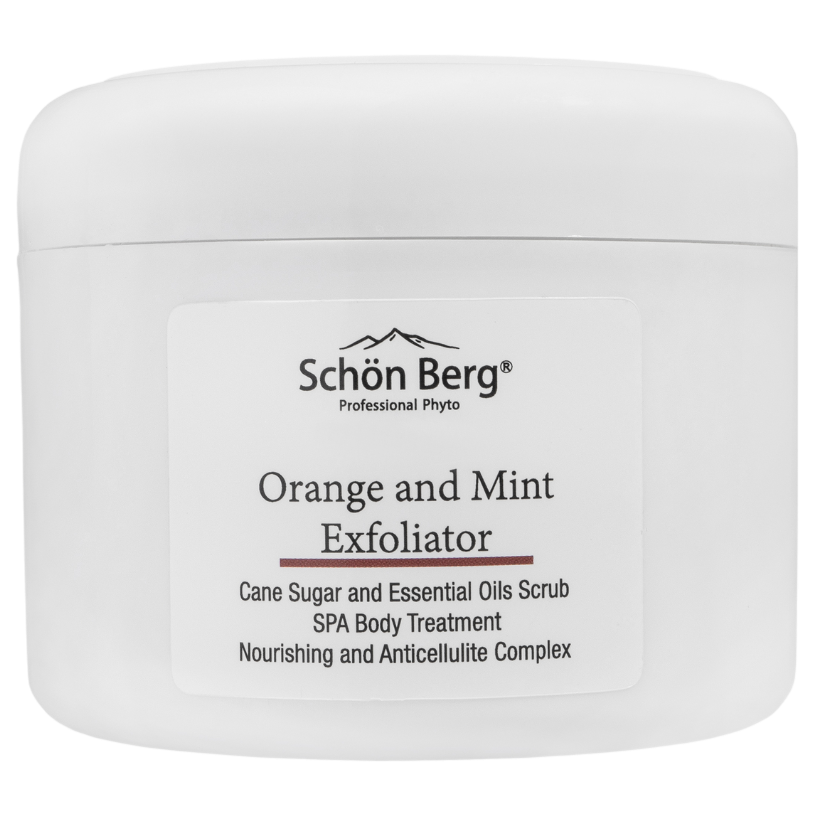 Schön Berg®
Professional Phyto
Orange and Mint
Exfoliator
Cane Sugar and Essential Oils Scrub
SPA Body Treatment
Nourishing and Anticellulite Complex